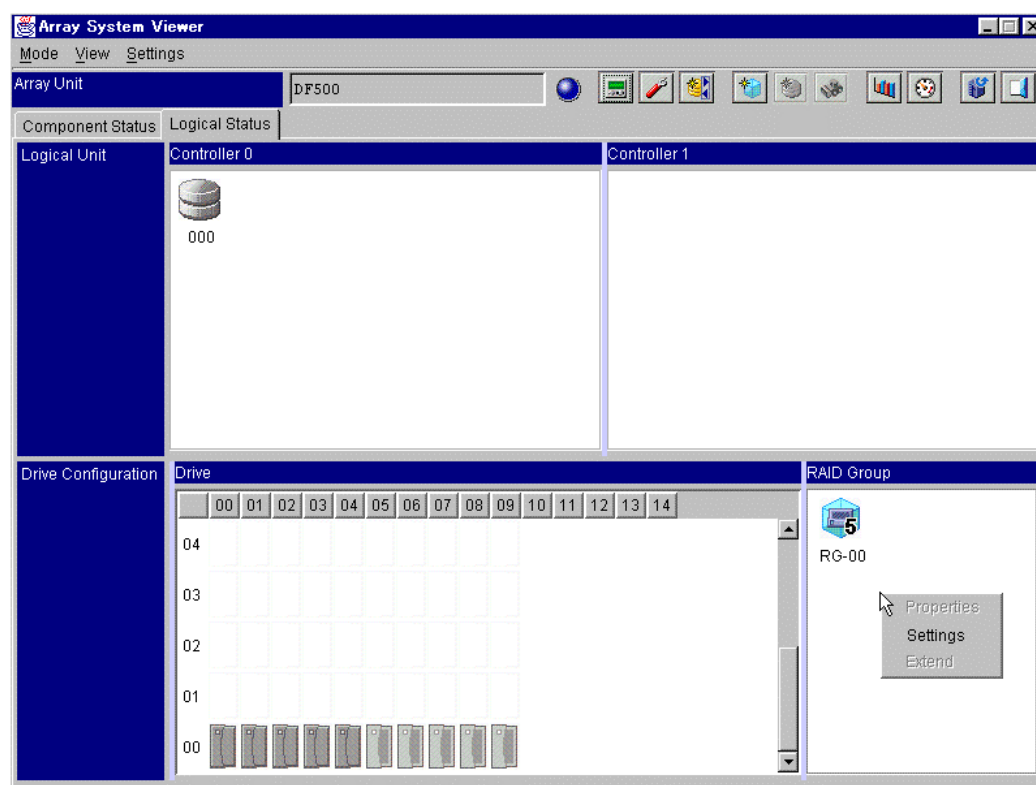 Array System Viewer
Mode View Settings
Array Unit DF500
Component Status Logical Status
Logical Unit Controller 0 Controller 1
000
Drive Configuration Drive RAID Group
00 01 02 03 04 05 06 07 08 09 10 11 12 13 14
04
5
RG-00
03
Properties
Settings
02
Extend
01
00